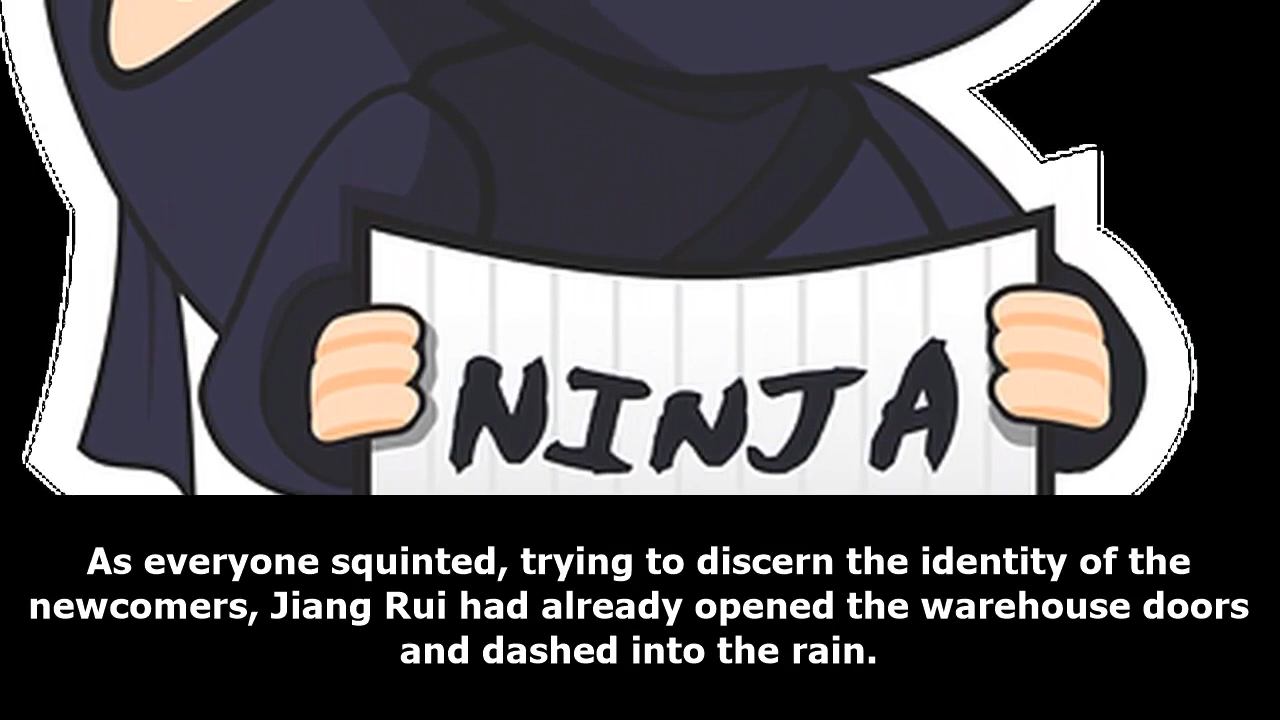 NINJA
As everyone squinted, trying to discern the identity of the
newcomers, Jiang Rui had already opened the warehouse doors
and dashed into the rain.